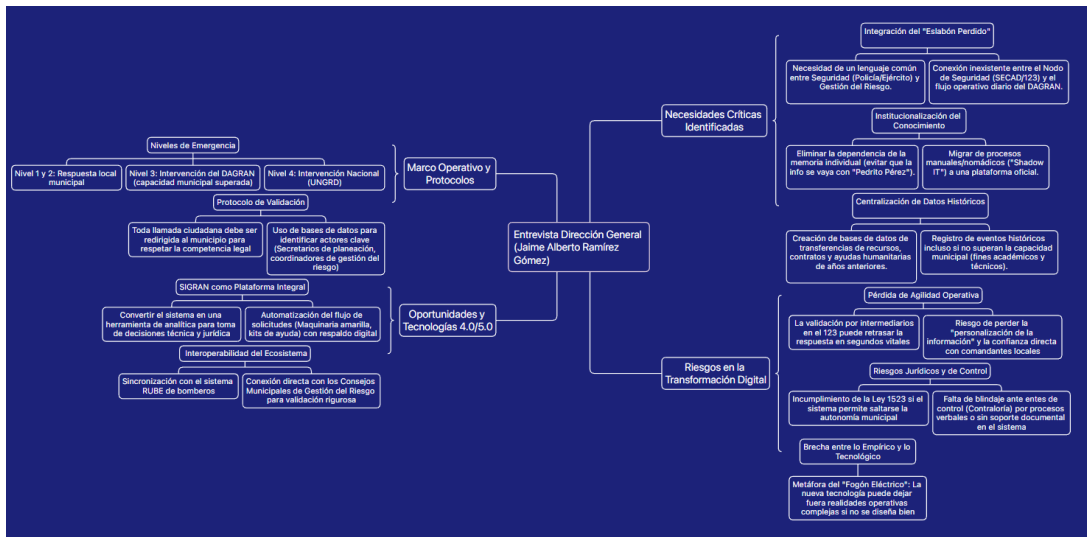 Entrevista Dirección General
(Jaime Alberto Ramírez
Gómez)
Marco Operativo y
Protocolos
Niveles de Emergencia
Nivel 1 y 2: Respuesta local
municipal
Nivel 3: Intervención del DAGRAN
(capacidad municipal superada)
Nivel 4: Intervención Nacional
(UNGRD)
Protocolo de Validación
Toda llamada ciudadana debe ser
redirigida al municipio para
respetar la competencia legal
Uso de bases de datos para
identificar actores clave
(Secretarios de planeación,
coordinadores de gestión del
riesgo)
Oportunidades y
Tecnologías 4.0/5.0
SIGRAN como Plataforma Integral
Convertir el sistema en una
herramienta de analítica para toma
de decisiones técnica y jurídica
Automatización del flujo de
solicitudes (Maquinaria amarilla,
kits de ayuda) con respaldo digital
Interoperabilidad del Ecosistema
Sincronización con el sistema
RUBE de bomberos
Conexión directa con los Consejos
Municipales de Gestión del Riesgo
para validación rigurosa
Necesidades Críticas
Identificadas
Integración del "Eslabón Perdido"
Necesidad de un lenguaje común
entre Seguridad (Policía/Ejército) y
Gestión del Riesgo.
Conexión inexistente entre el Nodo
de Seguridad (SECAD/123) y el
flujo operativo diario del DAGRAN.
Institucionalización del
Conocimiento
Eliminar la dependencia de la
memoria individual (evitar que la
info se vaya con "Pedrito Pérez").
Migrar de procesos
manuales/nomádicos ("Shadow
IT") a una plataforma oficial.
Centralización de Datos Históricos
Creación de bases de datos de
transferencias de recursos,
contratos y ayudas humanitarias
de años anteriores.
Registro de eventos históricos
incluso si no superan la capacidad
municipal (fines académicos y
técnicos).
Riesgos en la
Transformación Digital
Pérdida de Agilidad Operativa
La validación por intermediarios
en el 123 puede retrasar la
respuesta en segundos vitales
Riesgo de perder la
"personalización de la
información" y la confianza directa
con comandantes locales
Riesgos Jurídicos y de Control
Incumplimiento de la Ley 1523 si el
sistema permite saltarse la
autonomía municipal
Falta de blindaje ante entes de
control (Contraloría) por procesos
verbales o sin soporte documental
en el sistema
Brecha entre lo Empírico y lo
Tecnológico
Metáfora del "Fogón Eléctrico": La
nueva tecnología puede dejar
fuera realidades operativas
complejas si no se diseña bien